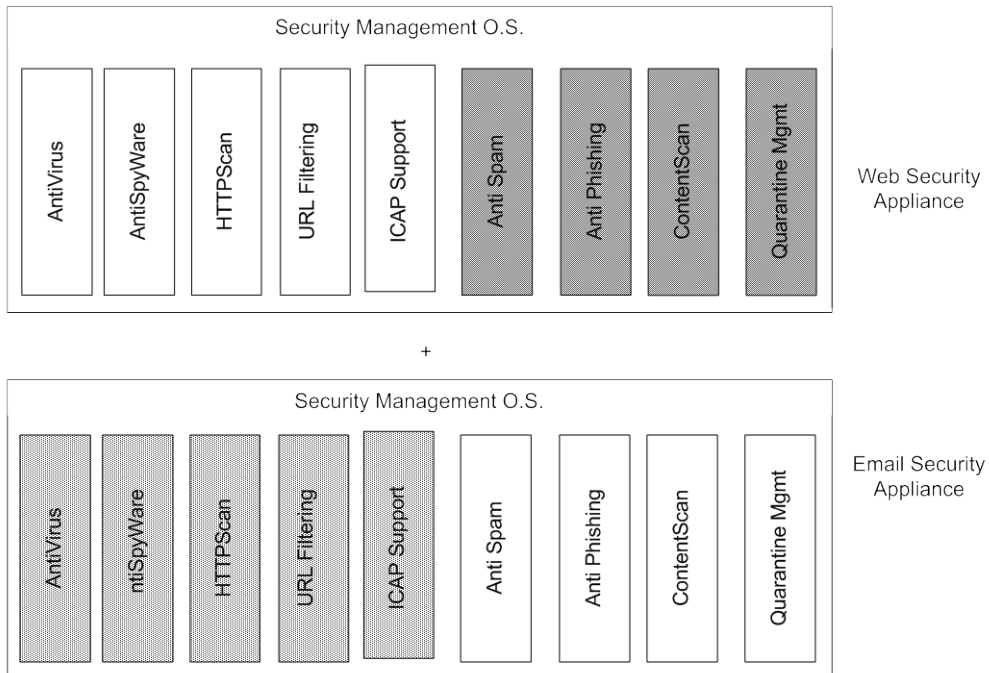 Security Management O.S.
AntiVirus
AntiSpyWare
HTTPScan
URL Filtering
ICAP Support
Anti Spam
Anti Phishing
ContentScan
Quarantine Mgmt
Web Security
Appliance
+
Security Management O.S.
AntiVirus
ntiSpyWare
HTTPScan
URL Filtering
ICAP Support
Anti Spam
Anti Phishing
ContentScan
Quarantine Mgmt
Email Security
Appliance